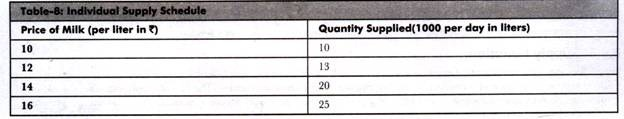 Table-8: Individual Supply Schedule
Price of Milk (per liter in ₹) Quantity Supplied(1000 per day in liters)
10 10
12 13
14 20
16 25